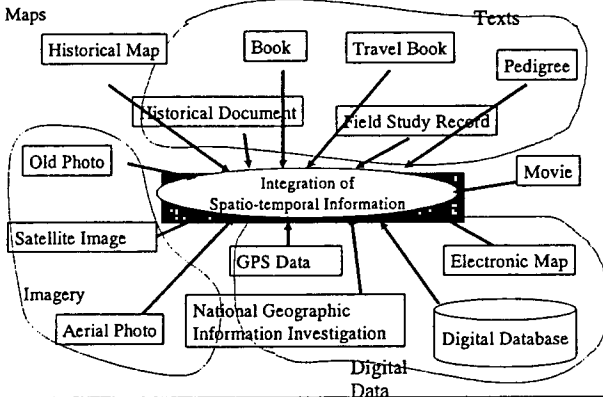 Maps
Texts
Historical Map
Book
Travel Book
Pedigree
Historical Document
Field Study Record
Old Photo
Integration of
Spatio-temporal Information
Movie
Satellite Image
GPS Data
Electronic Map
Imagery
Aerial Photo
National Geographic
Information Investigation
Digital Database
Digital
Data